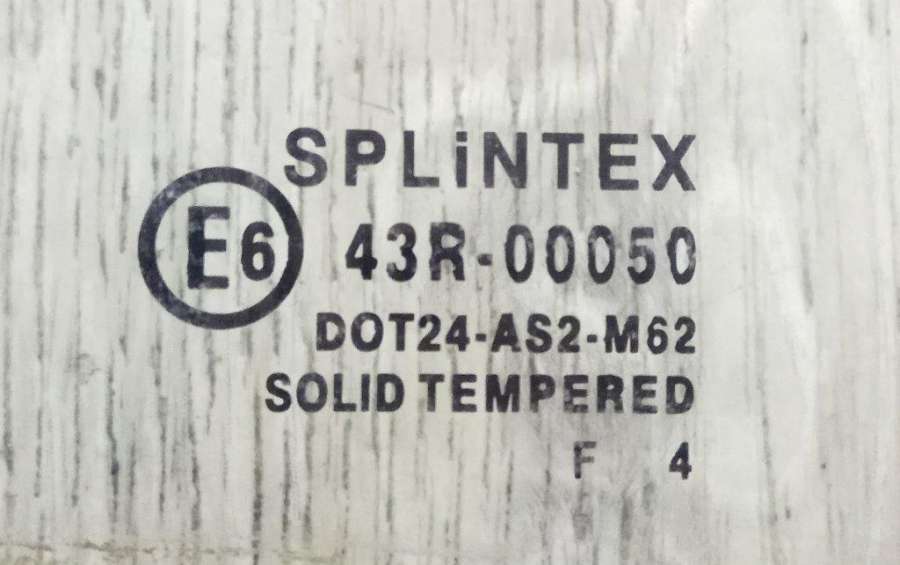 SPLiNTEX
E6 43R-00050
DOT24-AS2-M62
SOLID TEMPERED
F 4